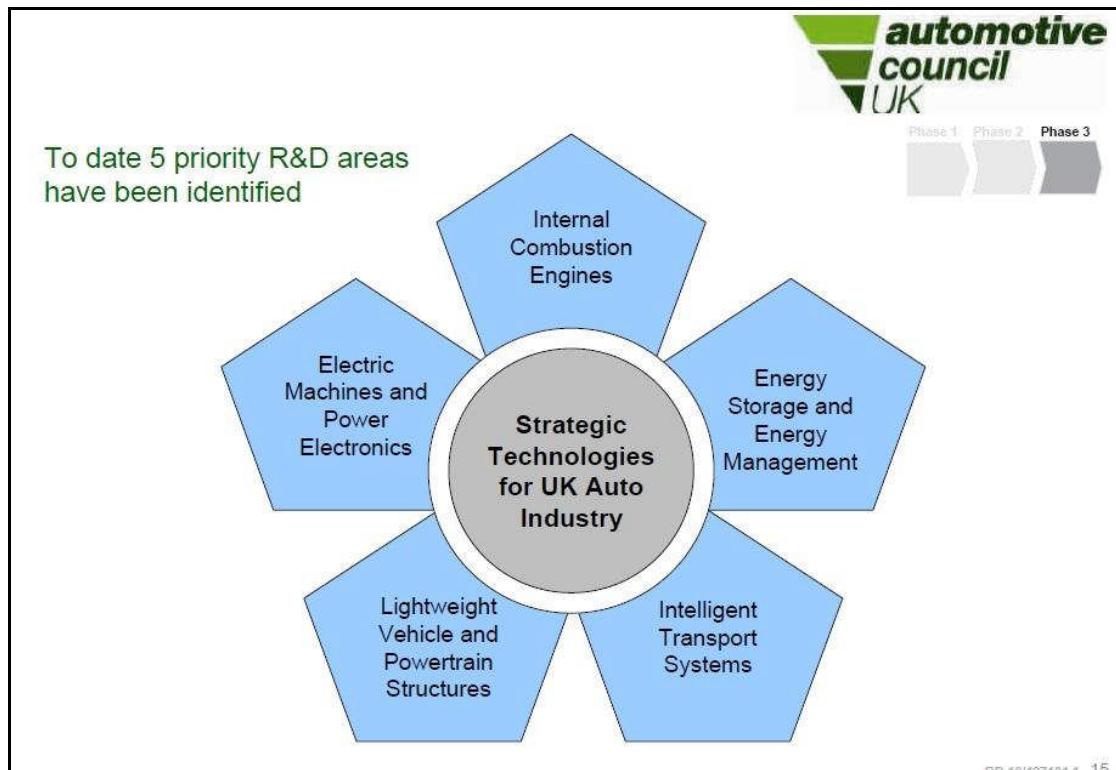 automotive
council
UK
Phase 1 Phase 2 Phase 3
To date 5 priority R&D areas
have been identified
Internal
Combustion
Engines
Electric
Machines and
Power
Electronics
Energy
Storage and
Energy
Management
Strategic
Technologies
for UK Auto
Industry
Lightweight
Vehicle and
Powertrain
Structures
Intelligent
Transport
Systems
15